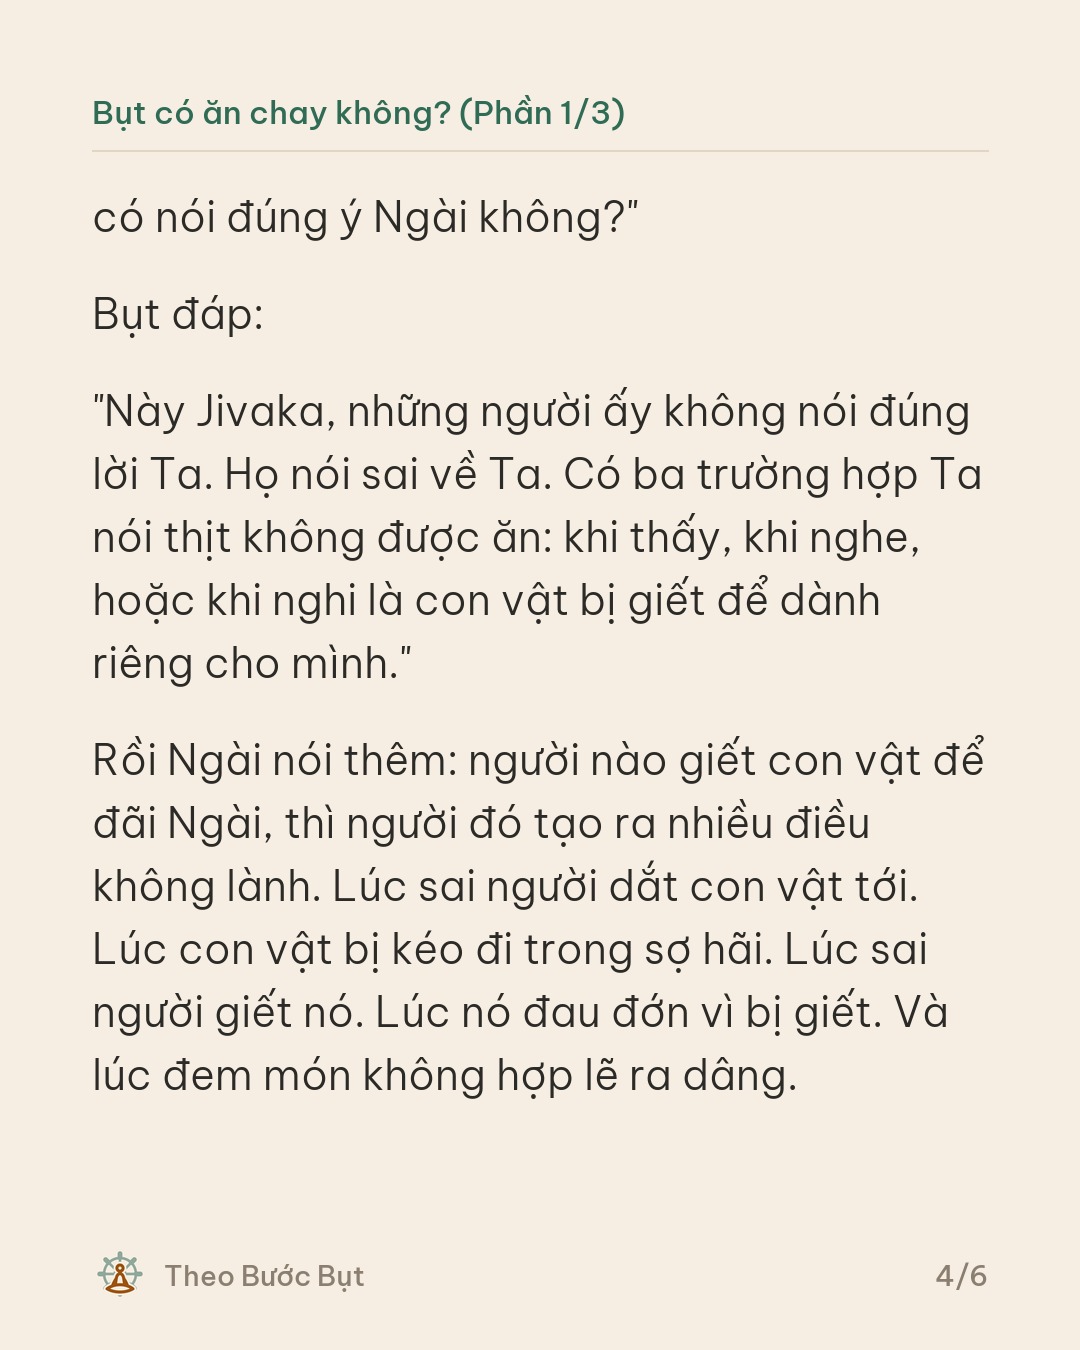 Bụt có ăn chay không? (Phần 1/3)
có nói đúng ý Ngài không?"
Bụt đáp:
"Này Jivaka, những người ấy không nói đúng
lời Ta. Họ nói sai về Ta. Có ba trường hợp Ta
nói thịt không được ăn: khi thấy, khi nghe,
hoặc khi nghi là con vật bị giết để dành
riêng cho mình."
Rồi Ngài nói thêm: người nào giết con vật để
đãi Ngài, thì người đó tạo ra nhiều điều
không lành. Lúc sai người dắt con vật tới.
Lúc con vật bị kéo đi trong sợ hãi. Lúc sai
người giết nó. Lúc nó đau đớn vì bị giết. Và
lúc đem món không hợp lẽ ra dâng.
Theo Bước Bụt
4/6